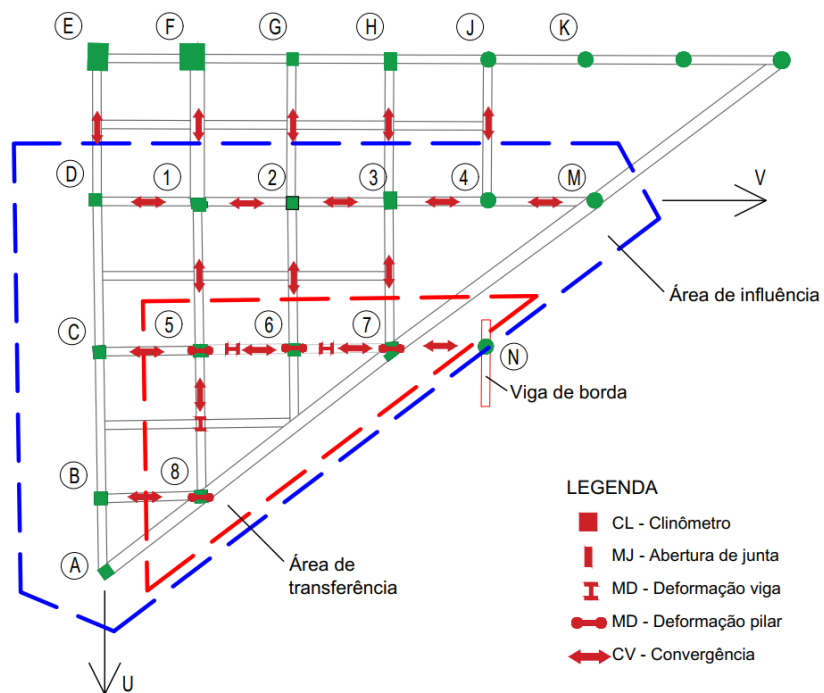 E F G H J K
D 1 2 3 4 M V
Área de influência
C 5 6 7 N
Viga de borda
B 8
A
Área de
transferência
U
LEGENDA
CL - Clinômetro
MJ - Abertura de junta
MD - Deformação viga
MD - Deformação pilar
CV - Convergência